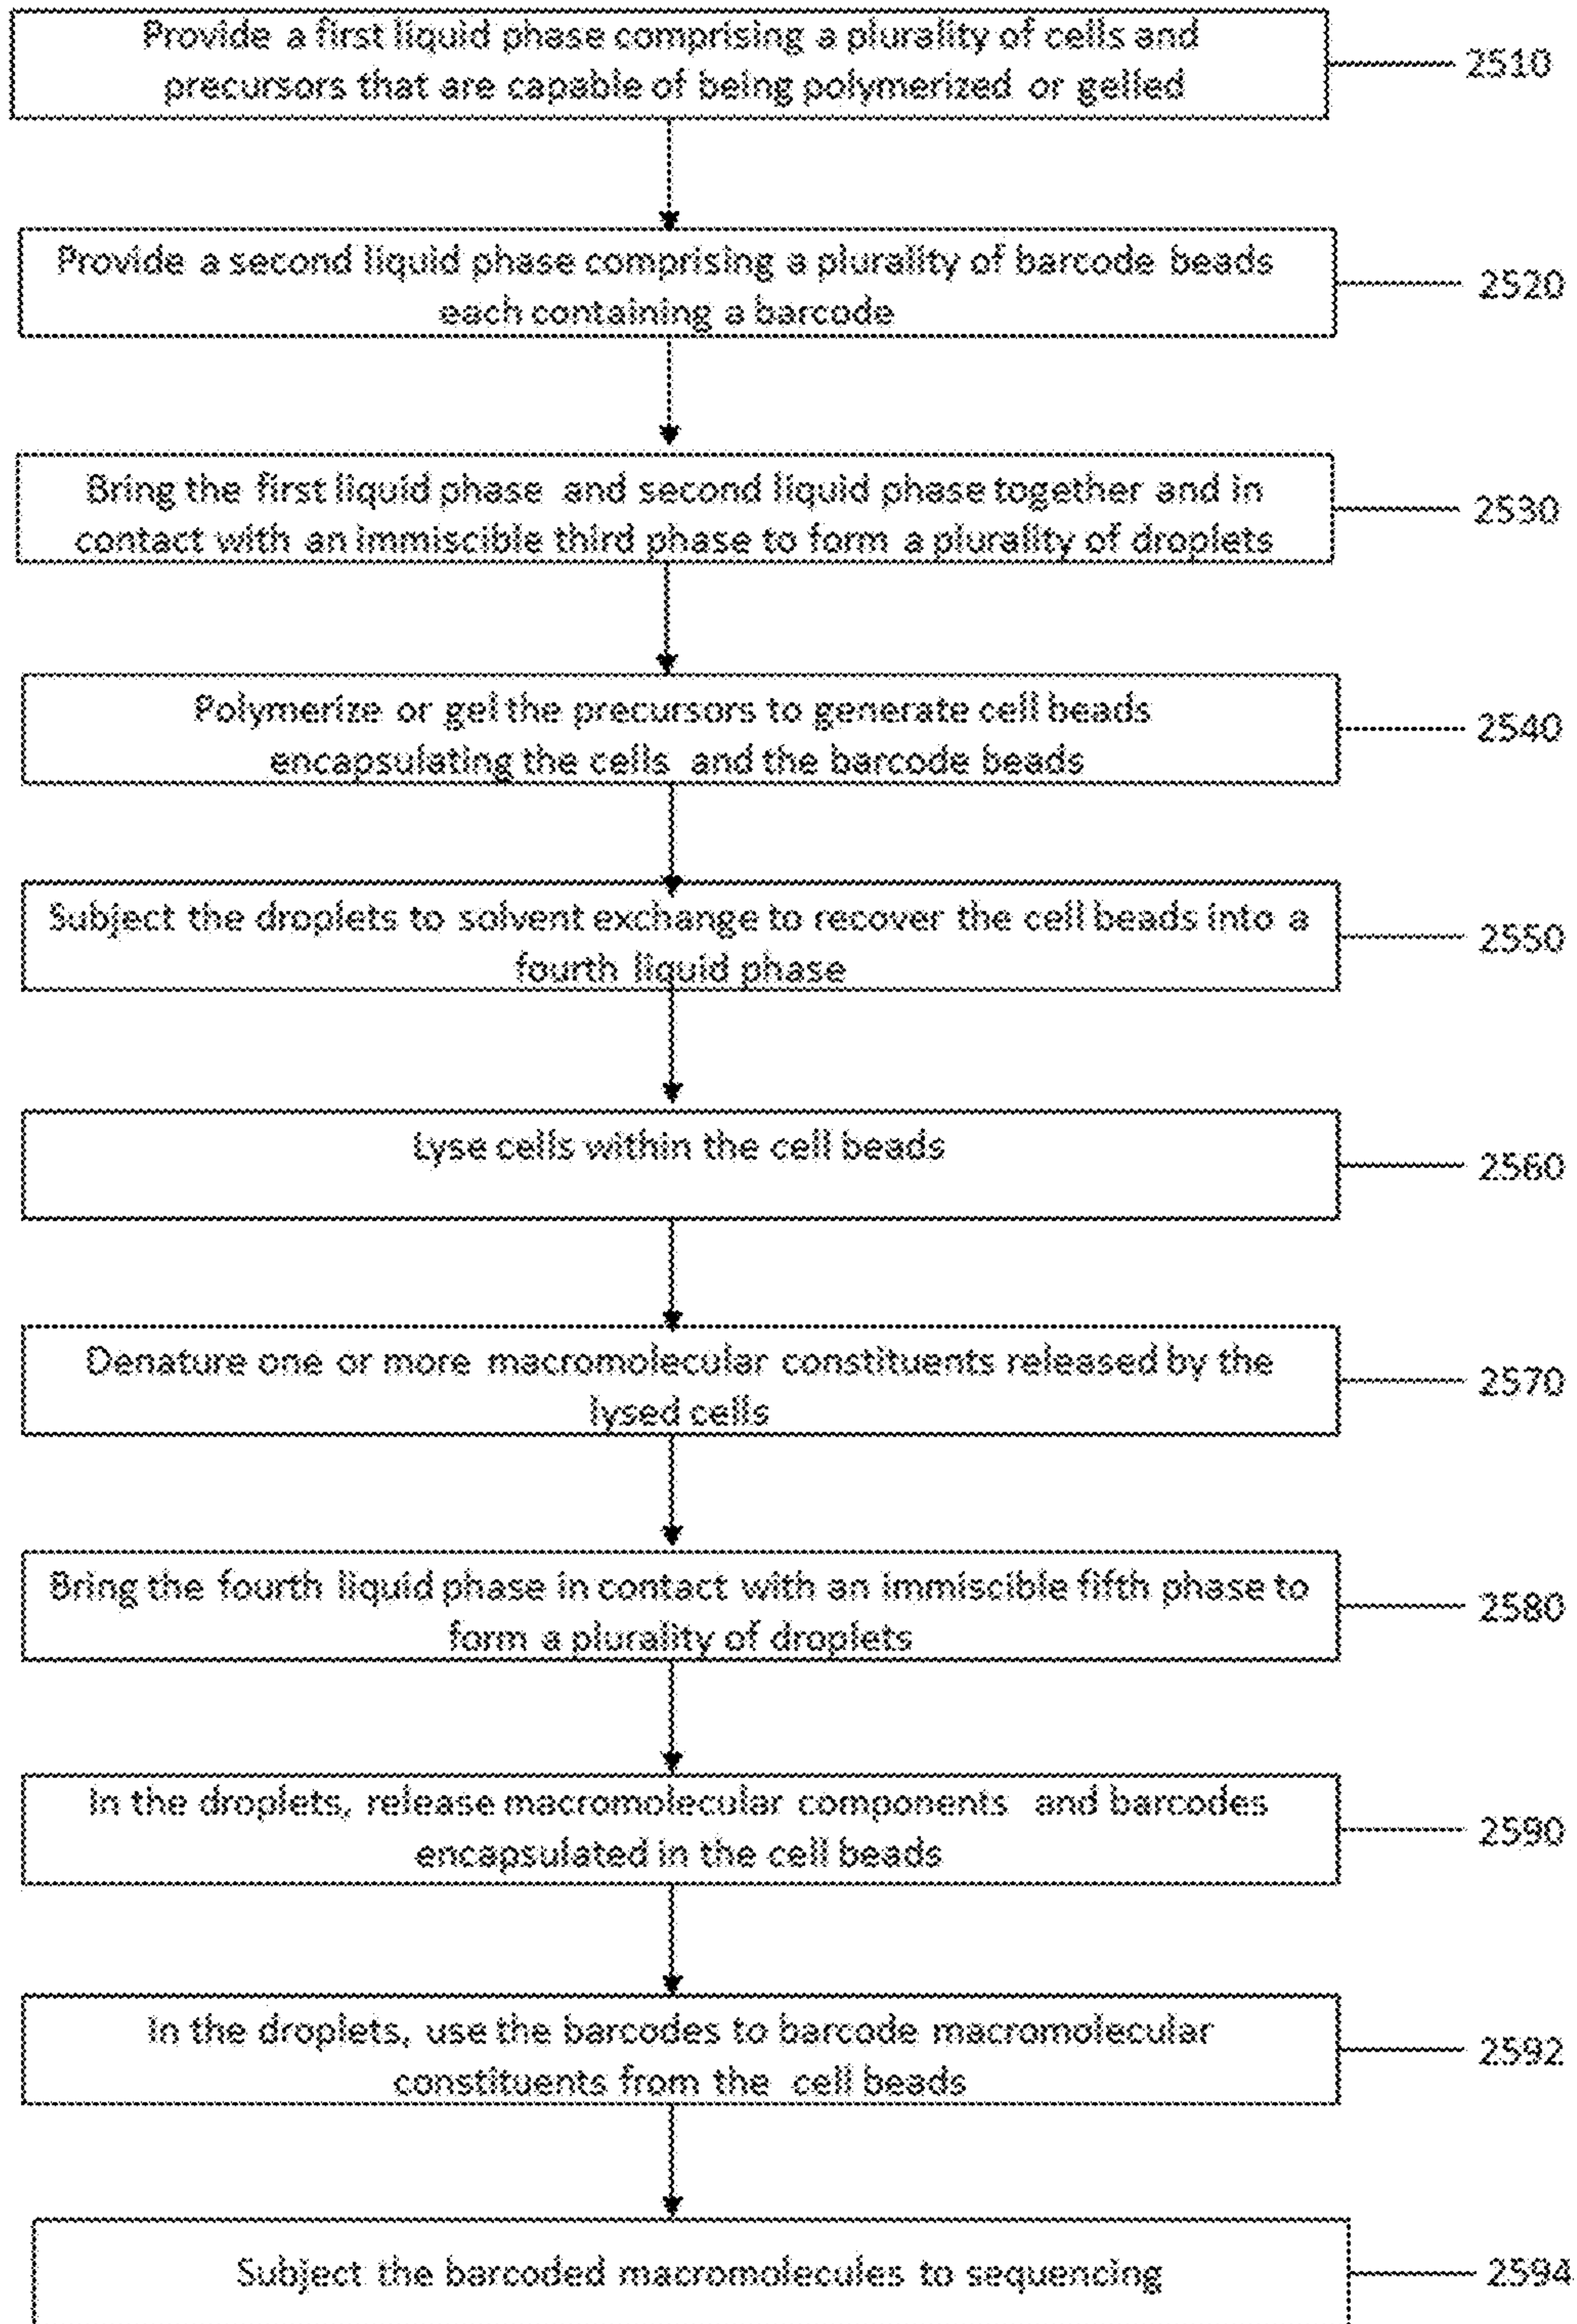 Provide a first liquid phase comprising a plurality of cells and
precursors that are capable of being polymerized or gelled
2510
Provide a second liquid phase comprising a plurality of barcode beads
each containing a barcode
2520
Bring the first liquid phase and second liquid phase together and in
contact with an immiscible third phase to form a plurality of droplets
2530
Polymerize or gel the precursors to generate cell beads
encapsulating the cells and the barcode beads
2540
Subject the droplets to solvent exchange to recover the cell beads into a
fourth liquid phase
2550
Lyse cells within the cell beads
2560
Denature one or more macromolecular constituents released by the
lysed cells
2570
Bring the fourth liquid phase in contact with an immiscible fifth phase to
form a plurality of droplets
2580
In the droplets, release macromolecular components and barcodes
encapsulated in the cell beads
2590
In the droplets, use the barcodes to barcode macromolecular
constituents from the cell beads
2592
Subject the barcoded macromolecules to sequencing
2594